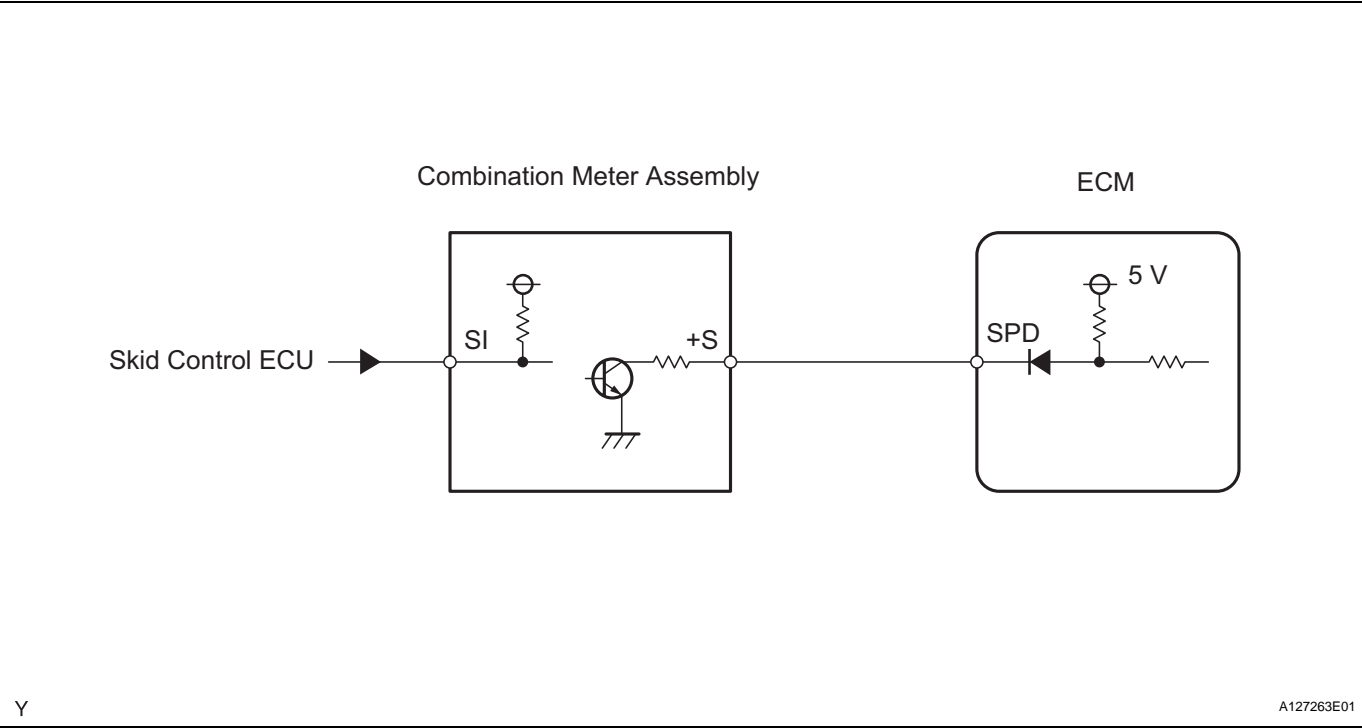 Combination Meter Assembly
ECM
5 V
SI
+S
SPD
Skid Control ECU
Y
A127263E01